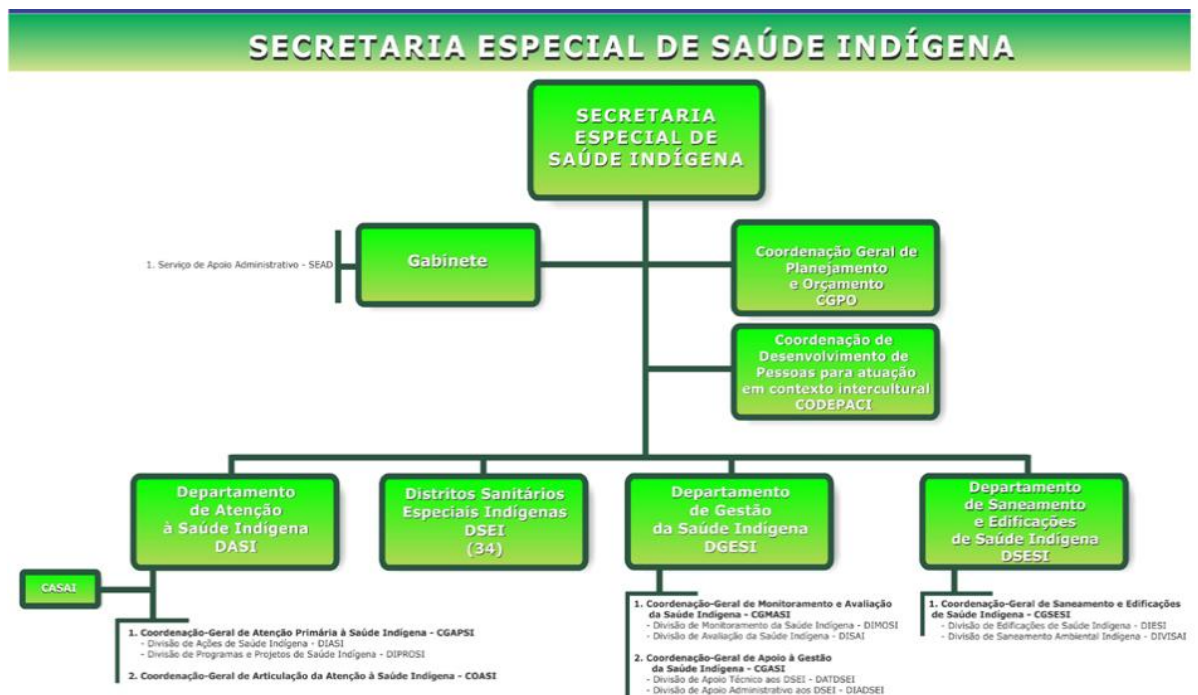 SECRETARIA ESPECIAL DE SAÚDE INDÍGENA
SECRETARIA
ESPECIAL DE
SAÚDE INDÍGENA
1. Serviço de Apoio Administrativo - SEAD
Gabinete
Coordenação Geral de
Planejamento
e Orçamento
CGPO
Coordenação de
Desenvolvimento de
Pessoas para atuação
em contexto intercultural
CODEPACI
Departamento
de Atenção
à Saúde Indígena
DASI
Distritos Sanitários
Especiais Indígenas
DSEI
(34)
Departamento
de Gestão
da Saúde Indígena
DGESI
Departamento
de Saneamento
e Edificações
de Saúde Indígena
DSESI
CASAI
1. Coordenação-Geral de Atenção Primária à Saúde Indígena - CGAPSI
- Divisão de Ações de Saúde Indígena - DIASI
- Divisão de Programas e Projetos de Saúde Indígena - DIPROSI
2. Coordenação-Geral de Articulação da Atenção à Saúde Indígena - COASI
1. Coordenação-Geral de Monitoramento e Avaliação
da Saúde Indígena - CGMASI
- Divisão de Monitoramento da Saúde Indígena - DIMOSI
- Divisão de Avaliação da Saúde Indígena - DISAI
2. Coordenação-Geral de Apoio à Gestão
da Saúde Indígena - CGASI
- Divisão de Apoio Técnico aos DSEI - DATDSEI
- Divisão de Apoio Administrativo aos DSEI - DIADSEI
1. Coordenação-Geral de Saneamento e Edificações
de Saúde Indígena - CGSESI
- Divisão de Edificações de Saúde Indígena - DIESI
- Divisão de Saneamento Ambiental Indígena - DIVISAI